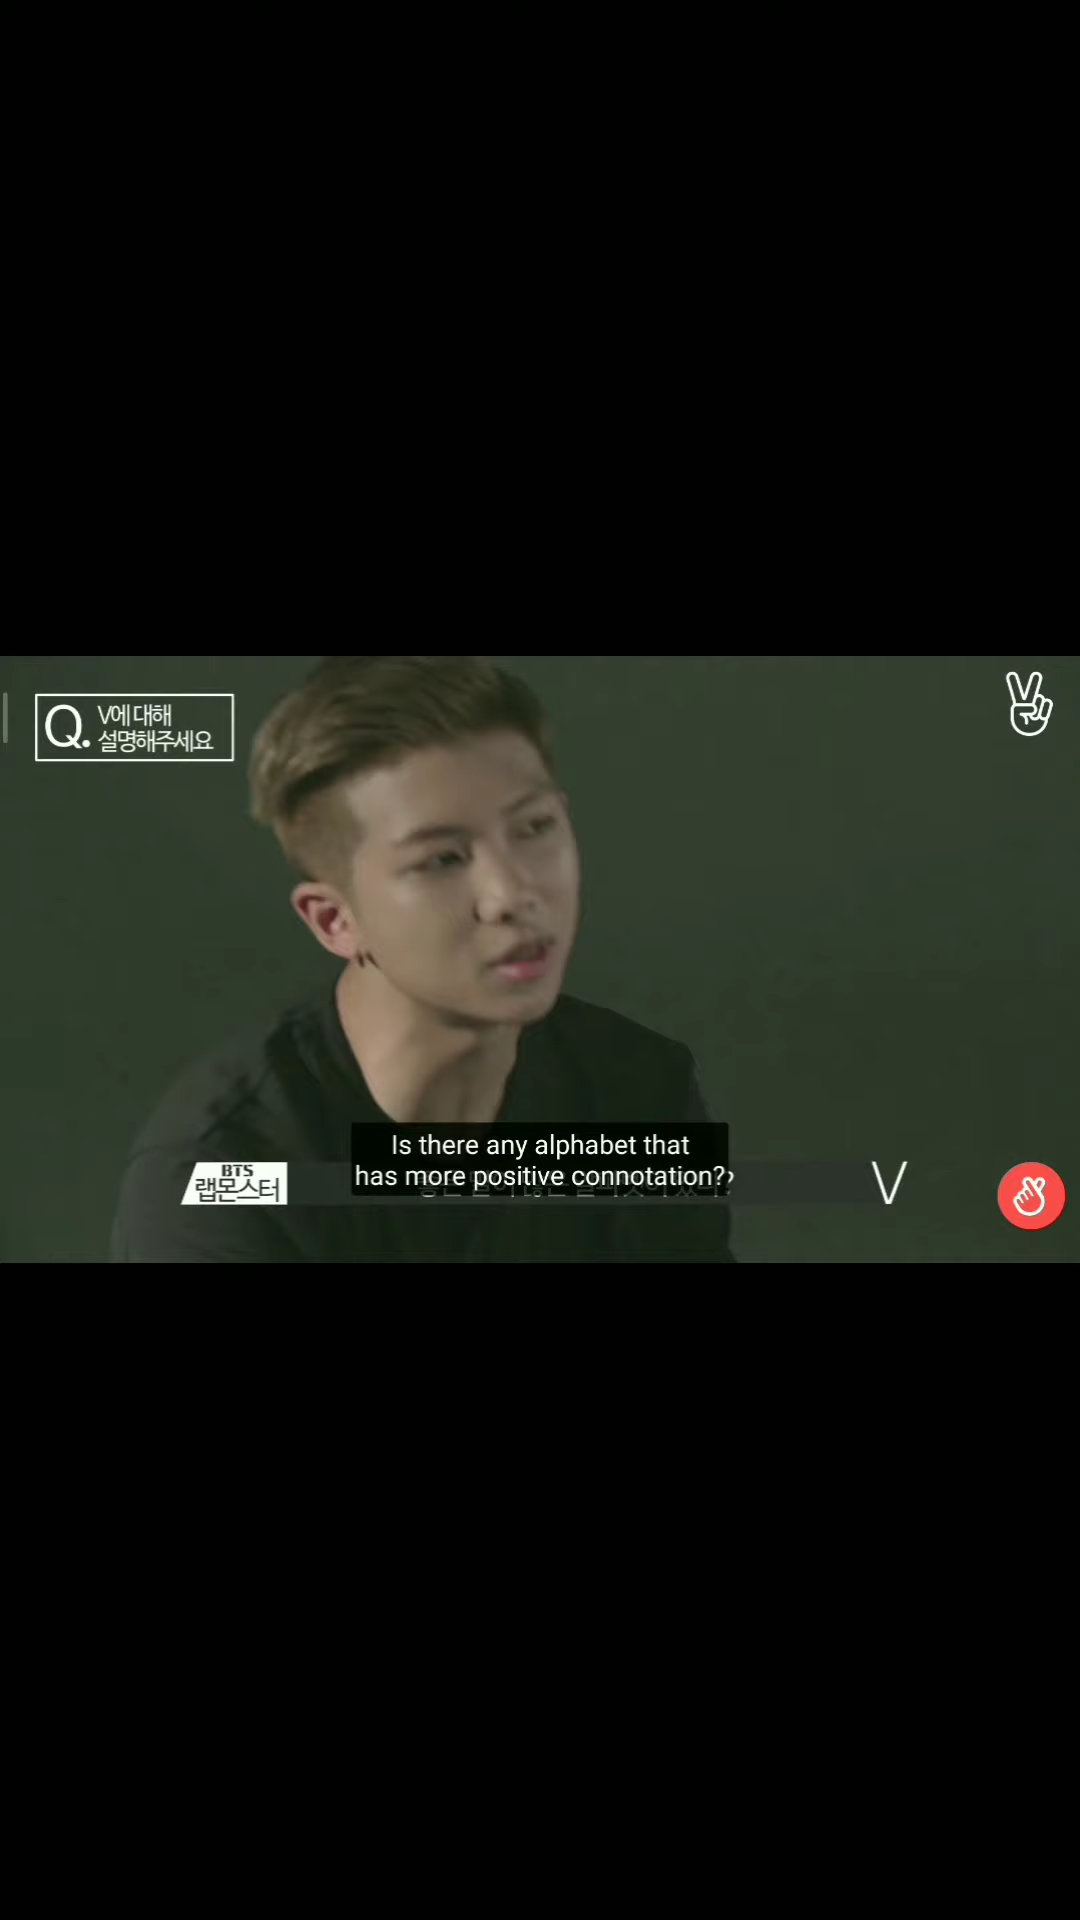 Q. V에 대해
설명해주세요
Is there any alphabet that
has more positive connotation?
BTS
랩몬스터
V